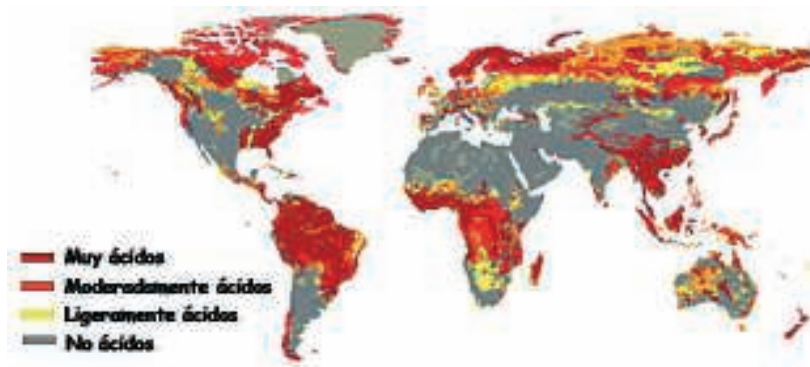 Muy ácidos
Moderadamente ácidos
Ligeramente ácidos
No ácidos